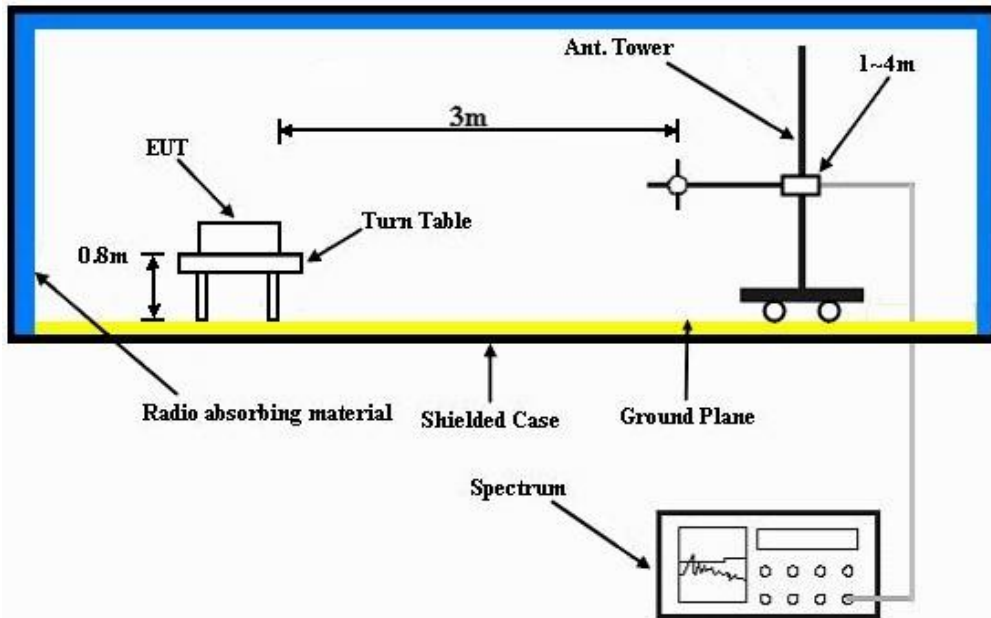 Ant. Tower
1~4m
3m
EUT
Turn Table
0.8m
Radio absorbing material
Shielded Case
Ground Plane
Spectrum